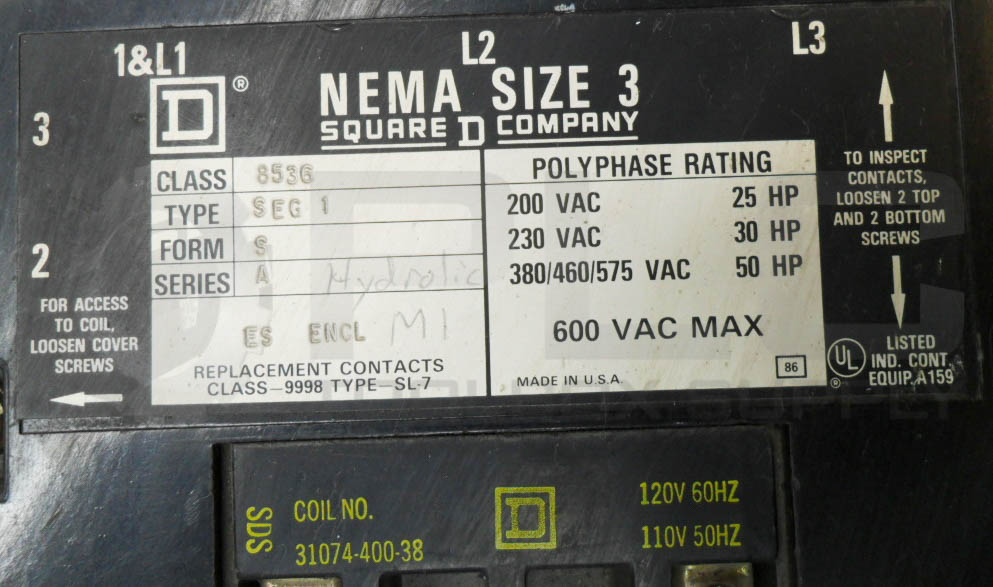 1&L1
L2
L3
D ®
NEMA SIZE 3
SQUARE D COMPANY
3
2
CLASS 8536
TYPE SEG 1
FORM S
SERIES A Hydrolic
ES ENCL M1
REPLACEMENT CONTACTS
CLASS-9998 TYPE-SL-7
POLYPHASE RATING
200 VAC 25 HP
230 VAC 30 HP
380/460/575 VAC 50 HP
600 VAC MAX
MADE IN U.S.A.
86
TO INSPECT
CONTACTS,
LOOSEN 2 TOP
AND 2 BOTTOM
SCREWS
FOR ACCESS
TO COIL,
LOOSEN COVER
SCREWS
UL ®
LISTED
IND. CONT.
EQUIP. A159
SDS
COIL NO.
31074-400-38
D
120V 60HZ
110V 50HZ